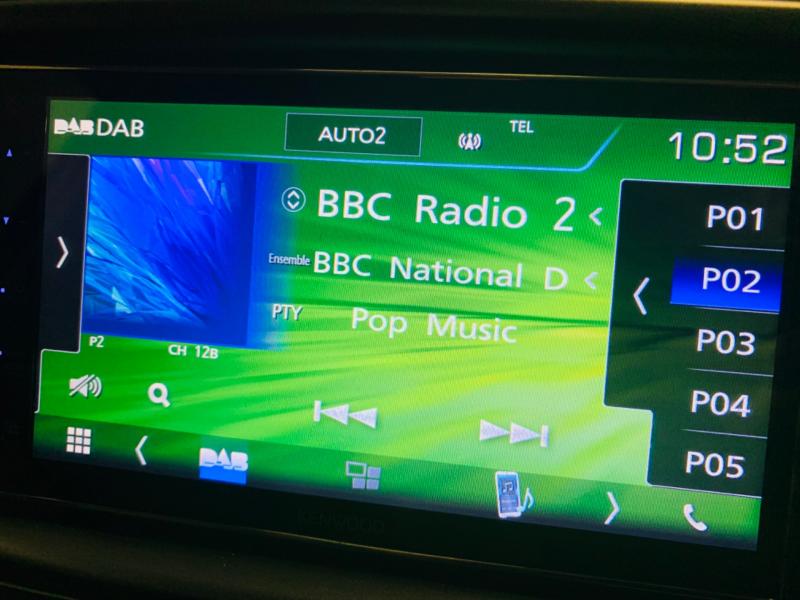 DAB DAB
AUTO2
TEL
10:52
BBC Radio 2
Ensemble BBC National D
PTY Pop Music
P2
CH 12B
P01
P02
P03
P04
P05
DAB
KENWOOD